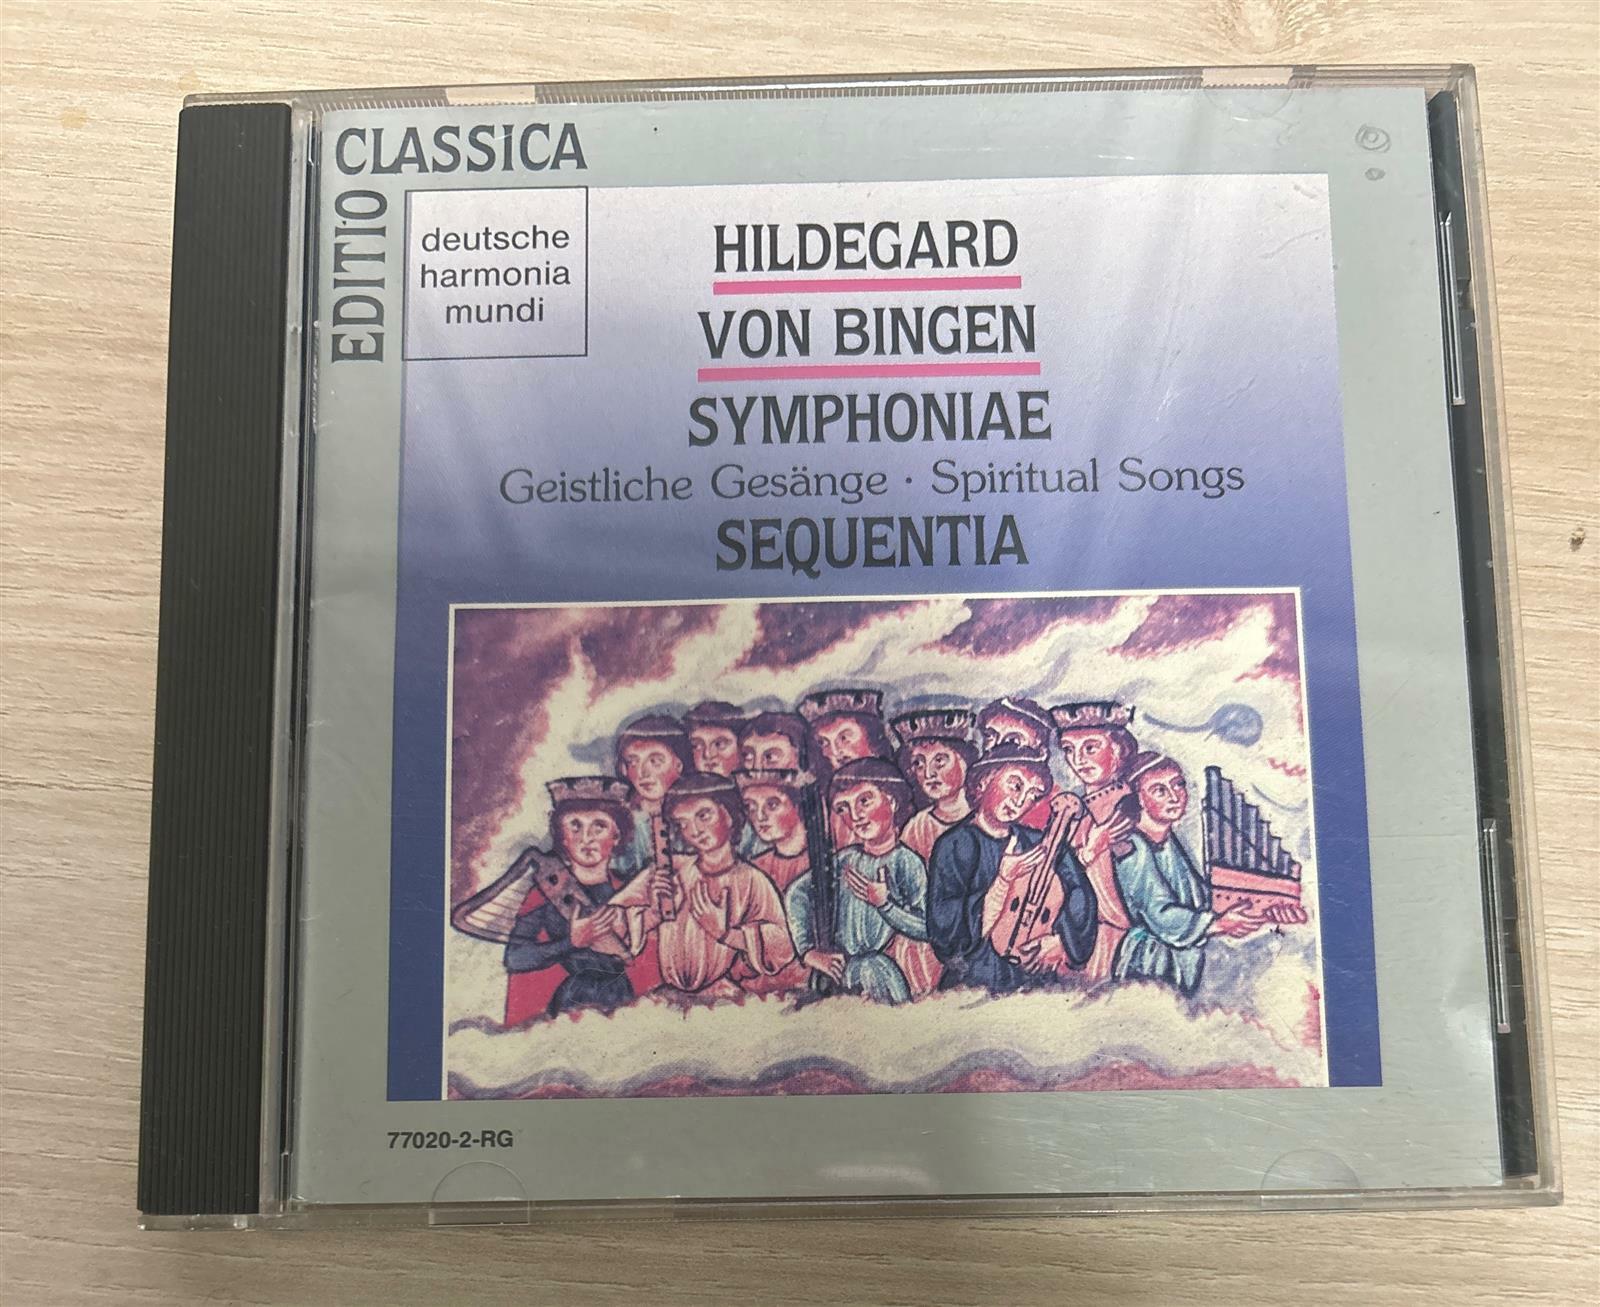 EDITIO CLASSICA
deutsche
harmonia
mundi
HILDEGARD
VON BINGEN
SYMPHONIAE
Geistliche Gesänge · Spiritual Songs
SEQUENTIA
77020-2-RG